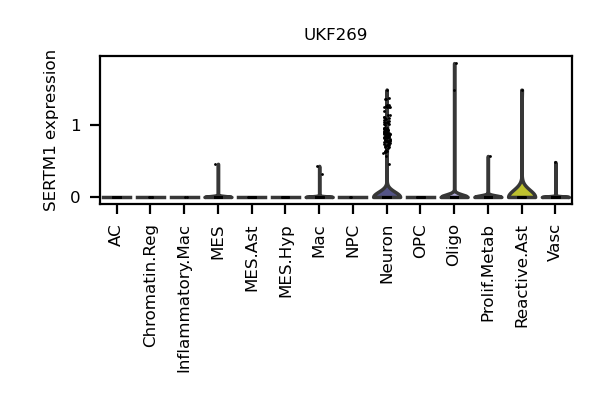 UKF269
SERTM1 expression
1
0
AC
Chromatin.Reg
Inflammatory.Mac
MES
MES.Ast
MES.Hyp
Mac
NPC
Neuron
OPC
Oligo
Prolif.Metab
Reactive.Ast
Vasc